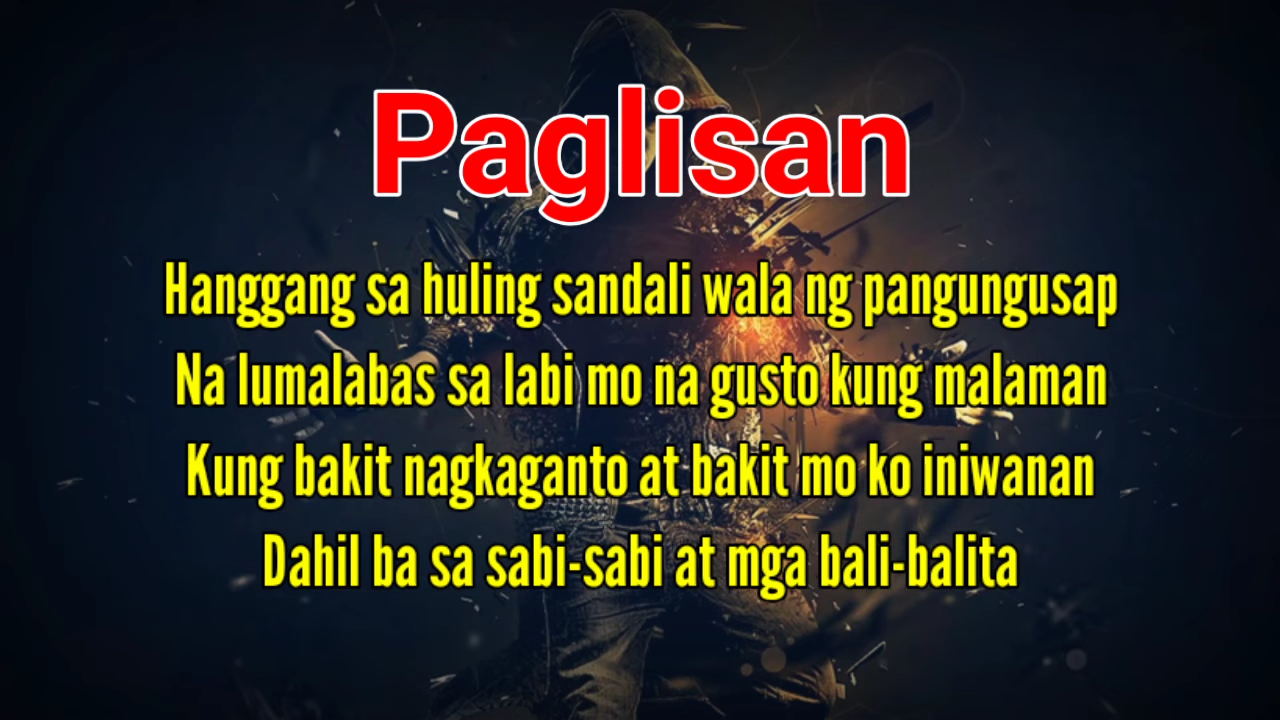 Paglisan
Hanggang sa huling sandali wala ng pangungusap
Na lumalabas sa labi mo na gusto kung malaman
Kung bakit nagkaganto at bakit mo ko iniwanan
Dahil ba sa sabi-sabi at mga bali-balita